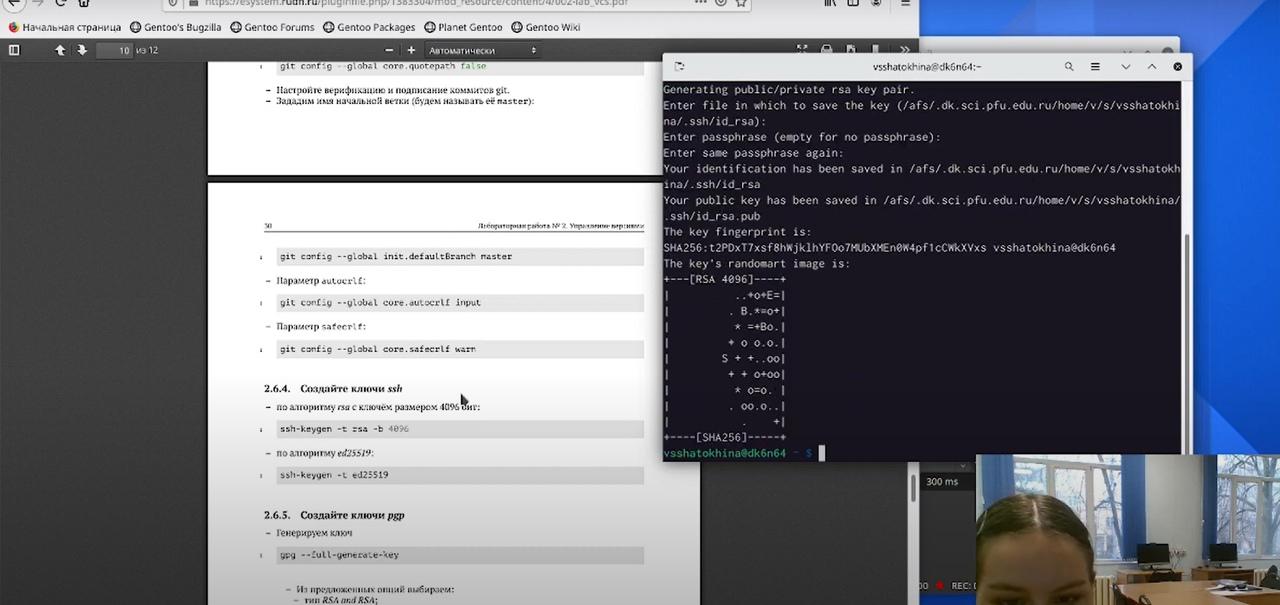 https://esystem.rudn.ru/pluginfile.php/1383304/mod_resource/content/4/002-lab_vcs.pdf
Начальная страница Gentoo's Bugzilla Gentoo Forums Gentoo Packages Planet Gentoo Gentoo Wiki
10 из 12 Автоматически
git config --global core.quotepath false
– Настройте верификацию и подписание коммитов git.
– Зададим имя начальной ветки (будем называть её master):
50 Лабораторная работа № 2. Управление версиями
git config --global init.defaultBranch master
– Параметр autocrlf:
git config --global core.autocrlf input
– Параметр safecrlf:
git config --global core.safecrlf warn
2.6.4. Создайте ключи ssh
– по алгоритму rsa с ключём размером 4096 бит:
ssh-keygen -t rsa -b 4096
– по алгоритму ed25519:
ssh-keygen -t ed25519
2.6.5. Создайте ключи pgp
– Генерируем ключ
gpg --full-generate-key
– Из предложенных опций выбираем:
– тип RSA and RSA;
vsshatokhina@dk6n64:~
Generating public/private rsa key pair.
Enter file in which to save the key (/afs/.dk.sci.pfu.edu.ru/home/v/s/vsshatokhi
na/.ssh/id_rsa):
Enter passphrase (empty for no passphrase):
Enter same passphrase again:
Your identification has been saved in /afs/.dk.sci.pfu.edu.ru/home/v/s/vsshatokh
ina/.ssh/id_rsa
Your public key has been saved in /afs/.dk.sci.pfu.edu.ru/home/v/s/vsshatokhina/
.ssh/id_rsa.pub
The key fingerprint is:
SHA256:t2PDxT7xsf8hWjklhYFOo7MUbXMEn0W4pf1cCWkXVxs vsshatokhina@dk6n64
The key's randomart image is:
+---[RSA 4096]----+
|         ..+o+E=|
|        . B.*=o+|
|         * =+Bo.|
|        + o o.o.|
|       S + +..oo|
|        + + o+oo|
|         * o=o. |
|        . oo.o..|
|          .    +|
+----[SHA256]-----+
vsshatokhina@dk6n64 ~ $
300 ms
REC: